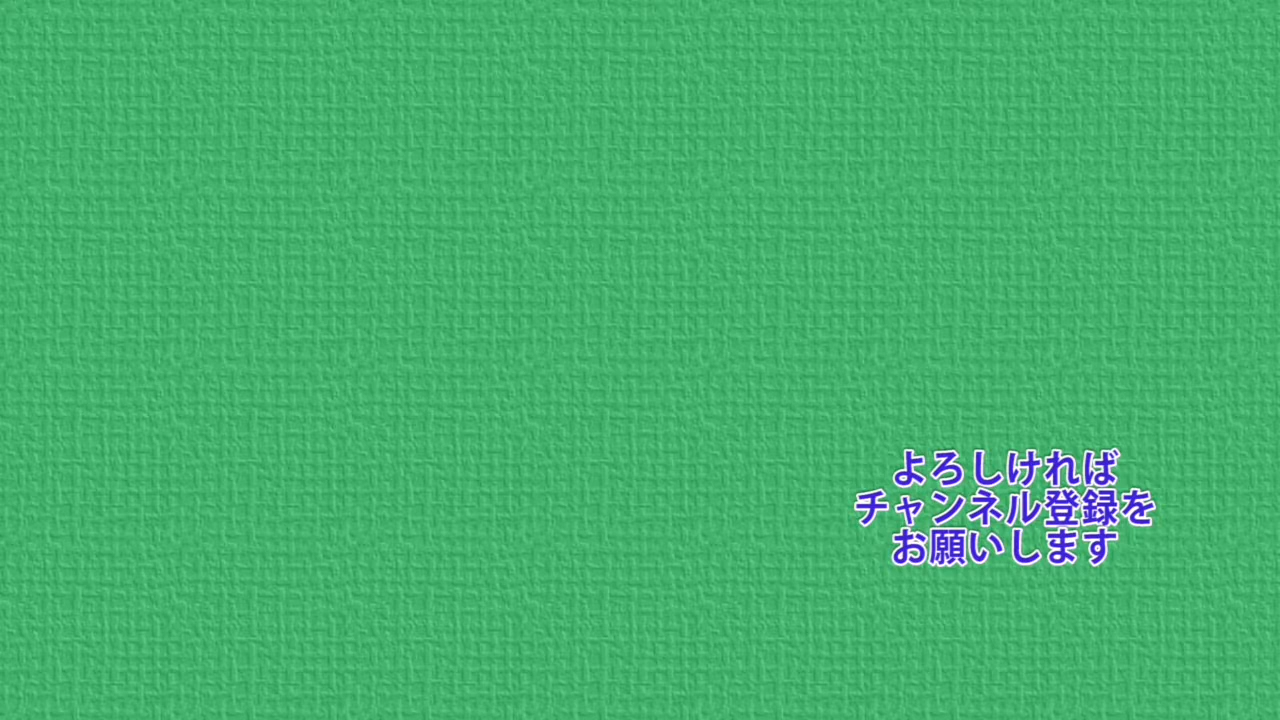 よろしければ
チャンネル登録を
お願いします